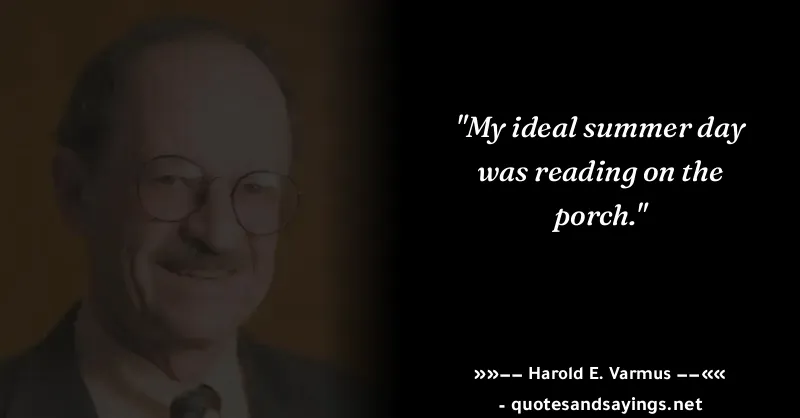 "My ideal summer day
was reading on the
porch."
»»—— Harold E. Varmus ——««
- quotesandsayings.net